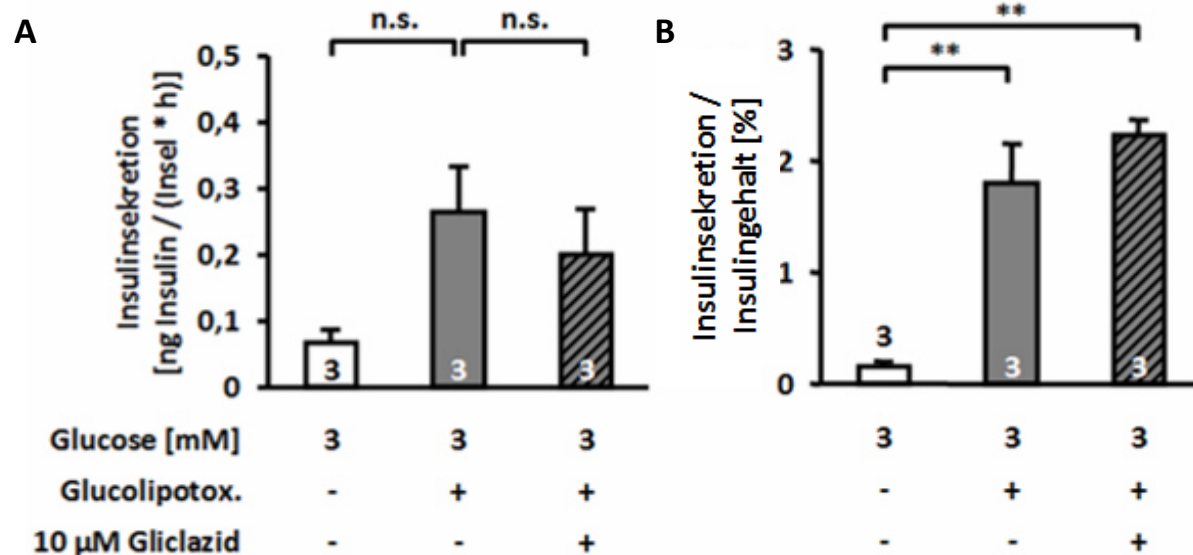 A
n.s. n.s.
Insulinsekretion
[ng Insulin / (Insel * h)]
0,5
0,4
0,3
0,2
0,1
0
3 3 3
Glucose [mM] 3 3 3
Glucolipotox. - + +
10 µM Gliclazid - - +
B
**
**
Insulinsekretion /
Insulingehalt [%]
3
2
1
0
3 3 3
3 3 3
- + +
- - +